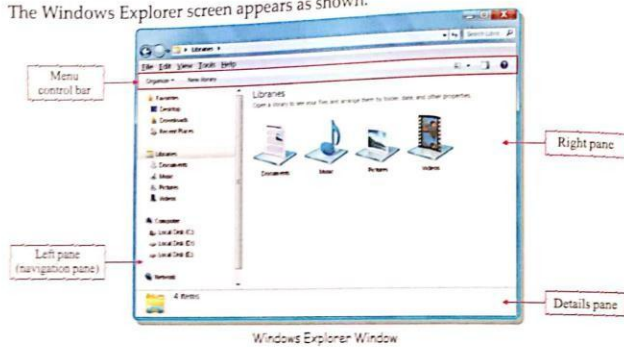 The Windows Explorer screen appears as shown.
Search Libra
Libraries
File Edit View Tools Help
Organize New library
Menu
control bar
Favorites
Desktop
Downloads
Recent Places
Libraries
Documents
Music
Pictures
Videos
Computer
Local Disk (C:)
Local Disk (D:)
Local Disk (E:)
Network
Left pane
(navigation pane)
Libraries
Open a library to see your files and arrange them by folder, date, and other properties.
Documents
Music
Pictures
Videos
Right pane
4 items
Details pane
Windows Explorer Window